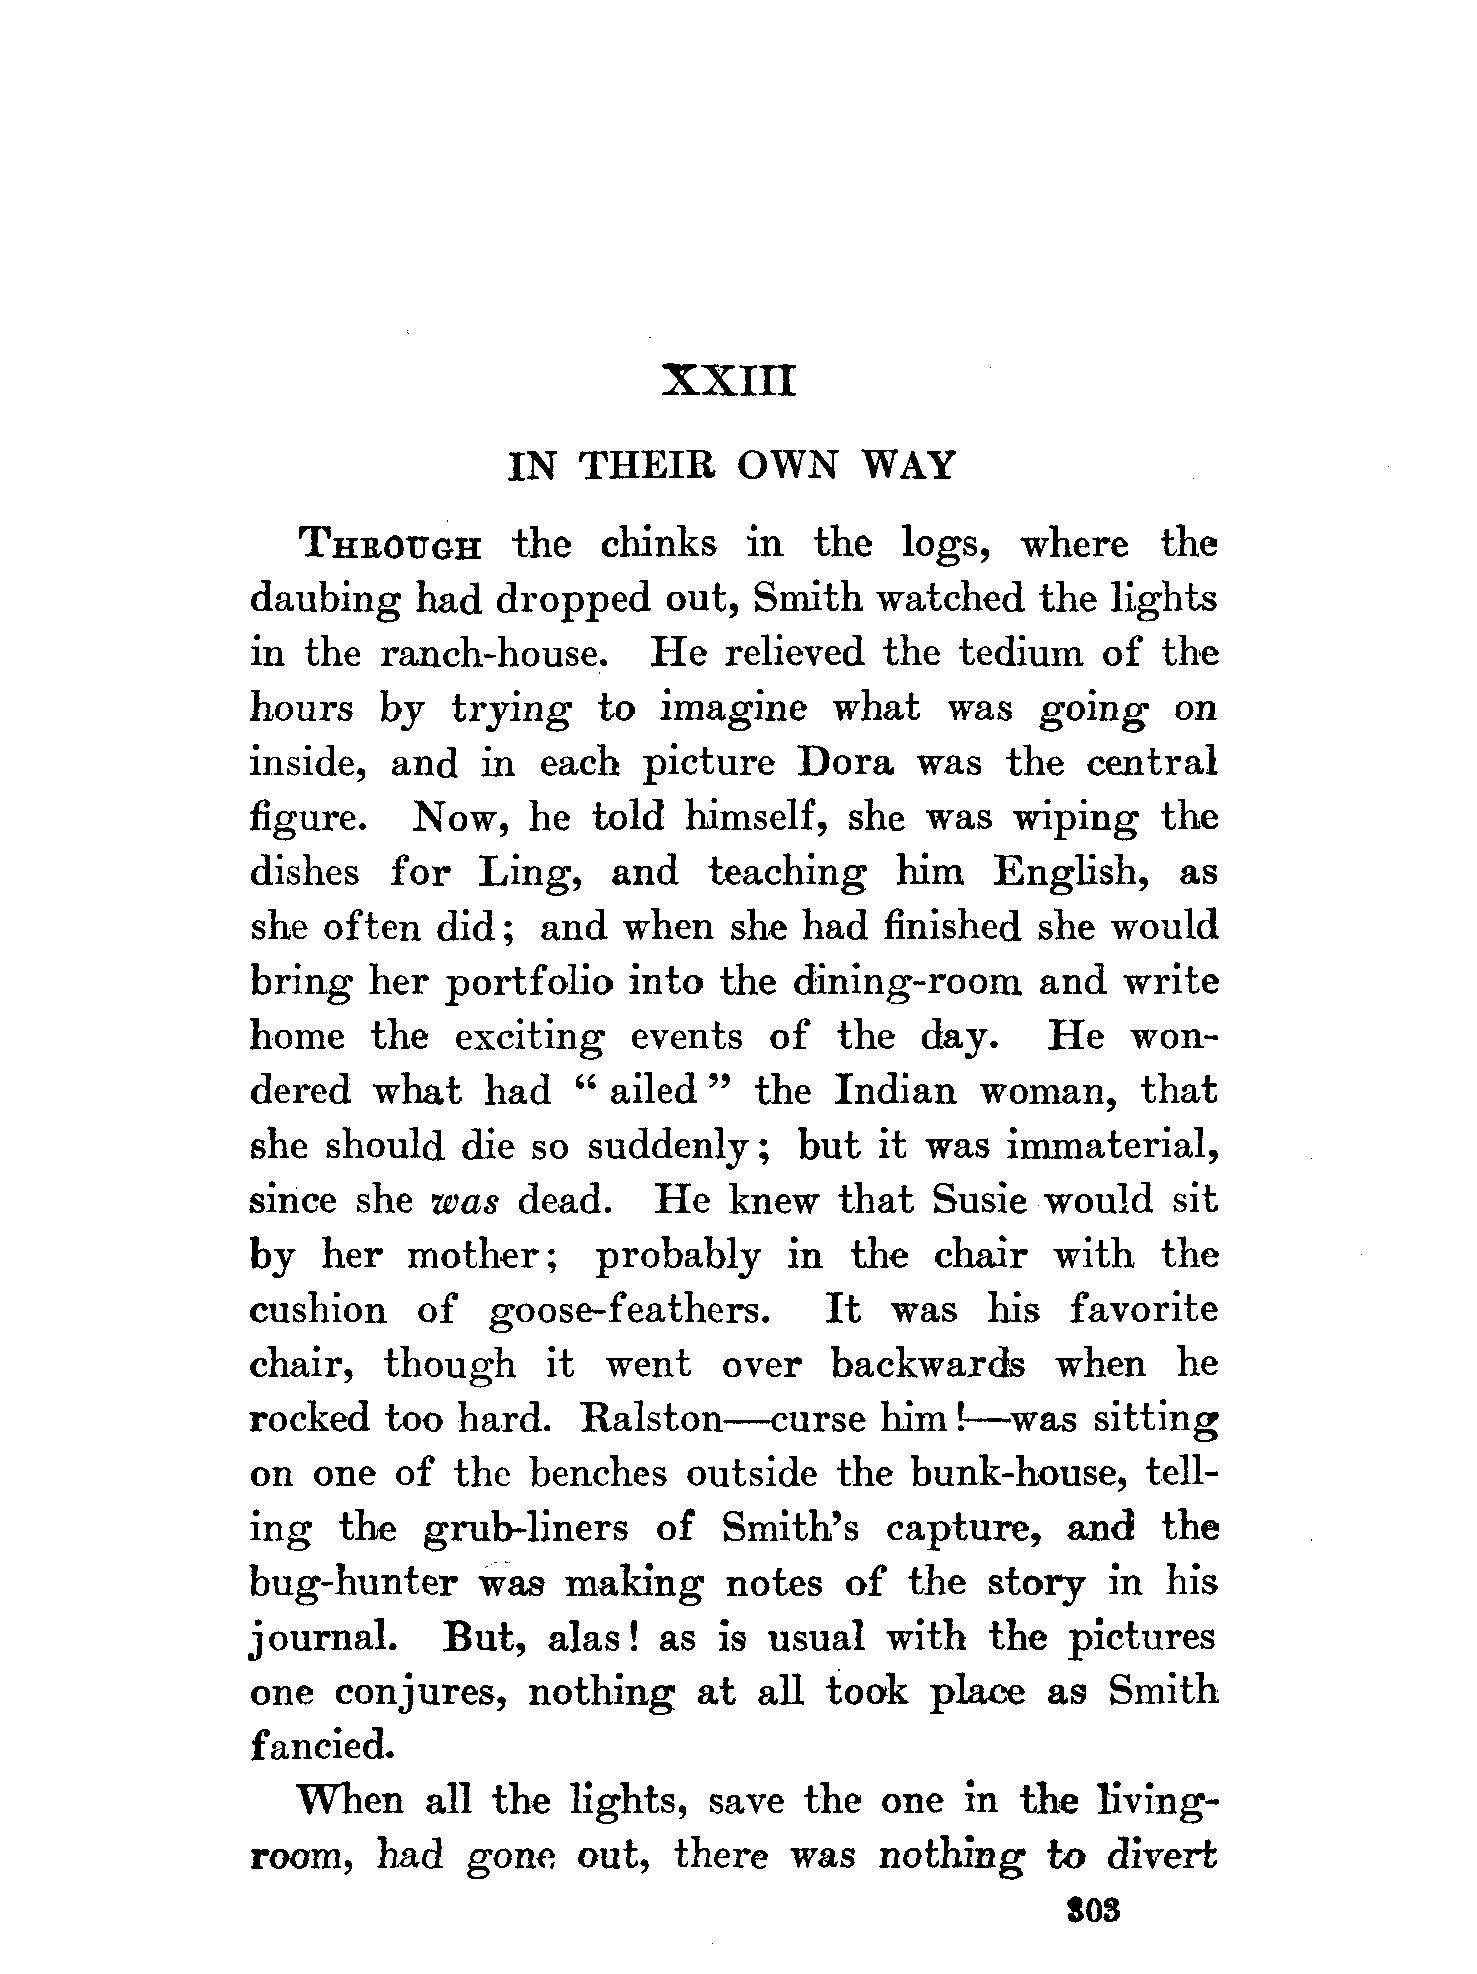 XXIII
IN THEIR OWN WAY
THROUGH the chinks in the logs, where the
daubing had dropped out, Smith watched the lights
in the ranch-house. He relieved the tedium of the
hours by trying to imagine what was going on
inside, and in each picture Dora was the central
figure. Now, he told himself, she was wiping the
dishes for Ling, and teaching him English, as
she often did; and when she had finished she would
bring her portfolio into the dining-room and write
home the exciting events of the day. He won-
dered what had “ ailed ” the Indian woman, that
she should die so suddenly; but it was immaterial,
since she was dead. He knew that Susie would sit
by her mother; probably in the chair with the
cushion of goose-feathers. It was his favorite
chair, though it went over backwards when he
rocked too hard. Ralston—curse him!—was sitting
on one of the benches outside the bunk-house, tell-
ing the grub-liners of Smith’s capture, and the
bug-hunter was making notes of the story in his
journal. But, alas! as is usual with the pictures
one conjures, nothing at all took place as Smith
fancied.
When all the lights, save the one in the living-
room, had gone out, there was nothing to divert
303